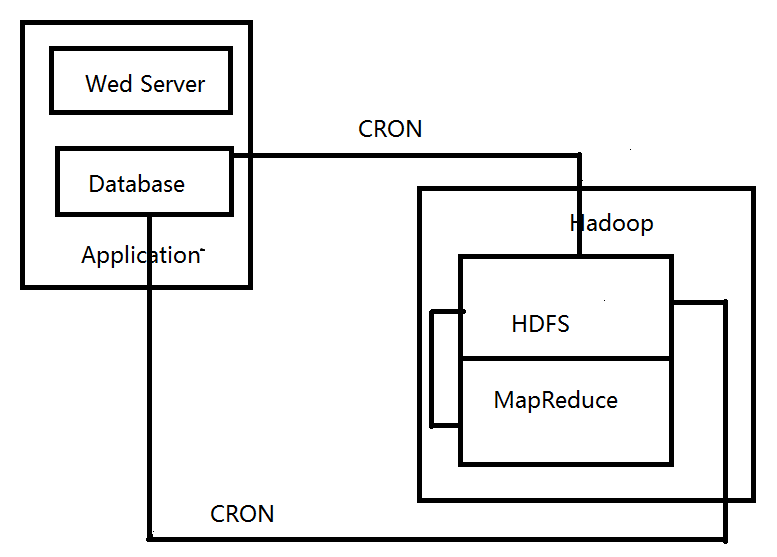 Wed Server
CRON
Database
Hadoop
Application
HDFS
MapReduce
CRON